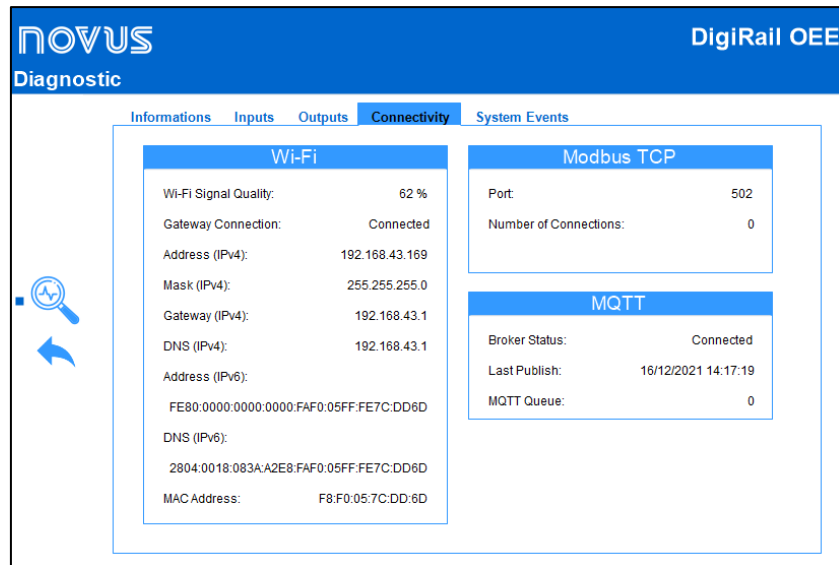 novus
DigiRail OEE
Diagnostic
Informations Inputs Outputs Connectivity System Events
Wi-Fi
Wi-Fi Signal Quality: 62 %
Gateway Connection: Connected
Address (IPv4): 192.168.43.169
Mask (IPv4): 255.255.255.0
Gateway (IPv4): 192.168.43.1
DNS (IPv4): 192.168.43.1
Address (IPv6):
FE80:0000:0000:0000:FAF0:05FF:FE7C:DD6D
DNS (IPv6):
2804:0018:083A:A2E8:FAF0:05FF:FE7C:DD6D
MAC Address: F8:F0:05:7C:DD:6D
Modbus TCP
Port: 502
Number of Connections: 0
MQTT
Broker Status: Connected
Last Publish: 16/12/2021 14:17:19
MQTT Queue: 0